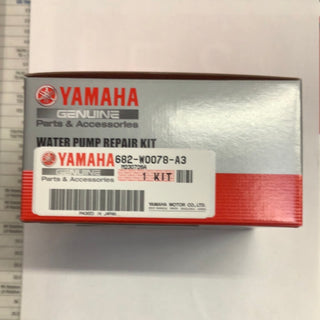 YAMAHA
GENUINE
Parts & Accessories
WATER PUMP REPAIR KIT
YAMAHA 682-W0078-A3
GENUINE
Parts & Accessories
1 KIT
PACKED IN JAPAN
YAMAHA MOTOR CO.,LTD.